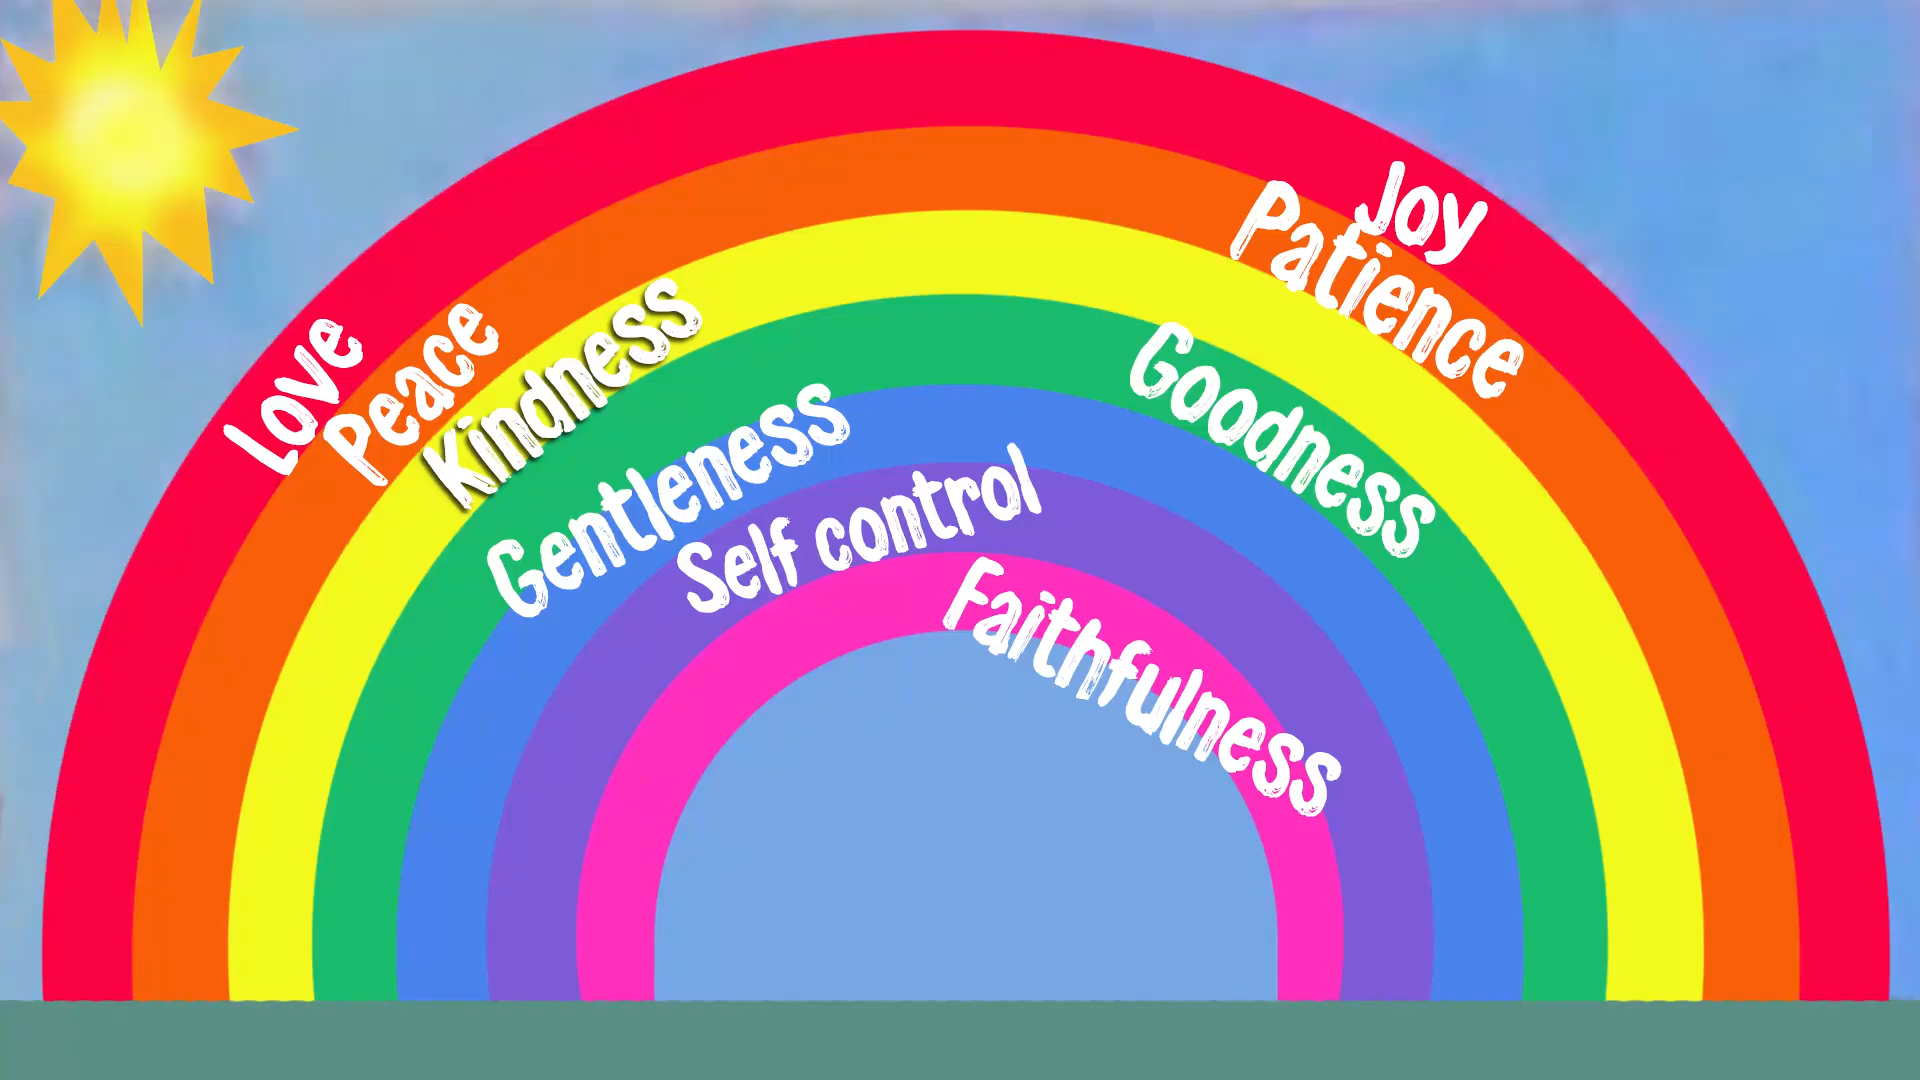 Love
Joy
Peace
Patience
Kindness
Goodness
Gentleness
Self control
Faithfulness